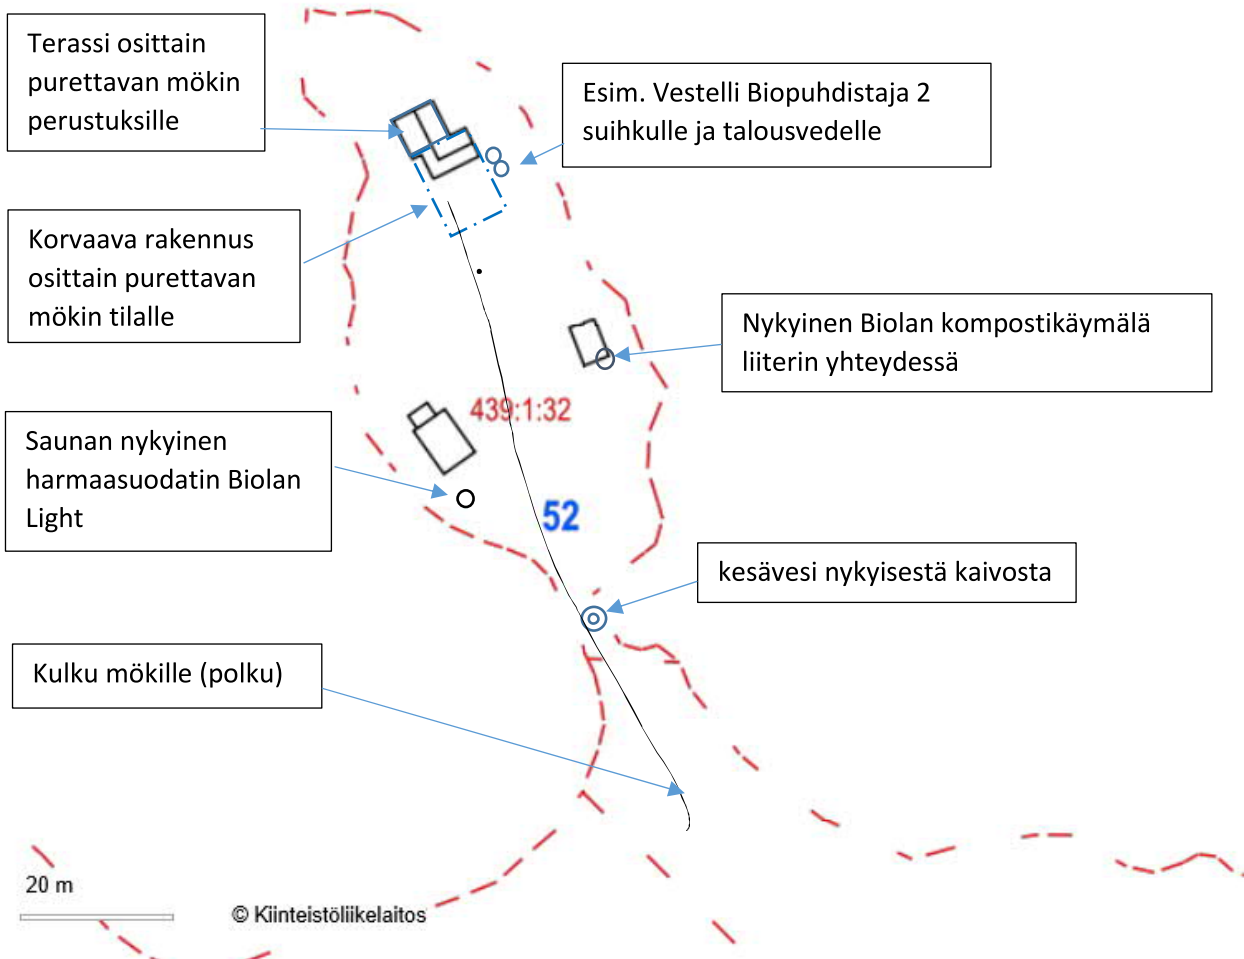 Terassi osittain
purettavan mökin
perustuksille
Esim. Vestelli Biopuhdistaja 2
suihkulle ja talousvedelle
Korvaava rakennus
osittain purettavan
mökin tilalle
Nykyinen Biolan kompostikäymälä
liiterin yhteydessä
439:1:32
Saunan nykyinen
harmaasuodatin Biolan
Light
52
kesävesi nykyisestä kaivosta
Kulku mökille (polku)
20 m
© Kiinteistöliikelaitos